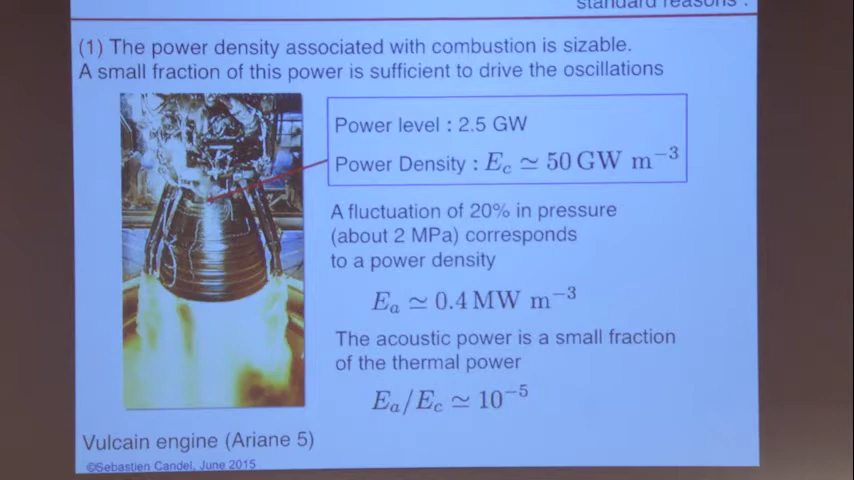 standard reasons :
(1) The power density associated with combustion is sizable.
A small fraction of this power is sufficient to drive the oscillations
Power level : 2.5 GW
Power Density : E_c ≃ 50 GW m⁻³
A fluctuation of 20% in pressure
(about 2 MPa) corresponds
to a power density
E_a ≃ 0.4 MW m⁻³
The acoustic power is a small fraction
of the thermal power
E_a/E_c ≃ 10⁻⁵
Vulcain engine (Ariane 5)
©Sebastien Candel, June 2015